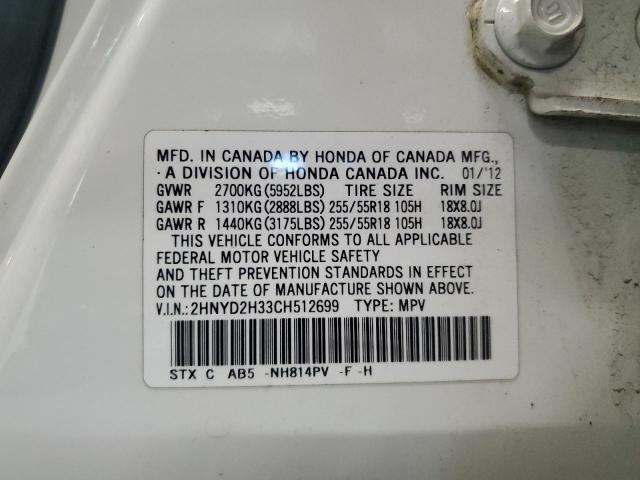 MFD. IN CANADA BY HONDA OF CANADA MFG.,
A DIVISION OF HONDA CANADA INC. 01/'12
GVWR 2700KG(5952LBS) TIRE SIZE RIM SIZE
GAWR F 1310KG(2888LBS) 255/55R18 105H 18X8.0J
GAWR R 1440KG(3175LBS) 255/55R18 105H 18X8.0J
THIS VEHICLE CONFORMS TO ALL APPLICABLE
FEDERAL MOTOR VEHICLE SAFETY
AND THEFT PREVENTION STANDARDS IN EFFECT
ON THE DATE OF MANUFACTURE SHOWN ABOVE.
V.I.N.: 2HNYD2H33CH512699 TYPE: MPV
STX C AB5 -NH814PV -F -H